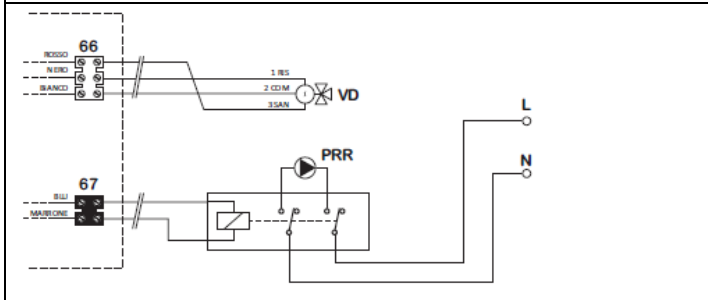 66
ROSSO
NERO
BIANCO
1 RIS
2 COM
3 SAN
VD
L
N
PRR
67
BLU
MARRONE